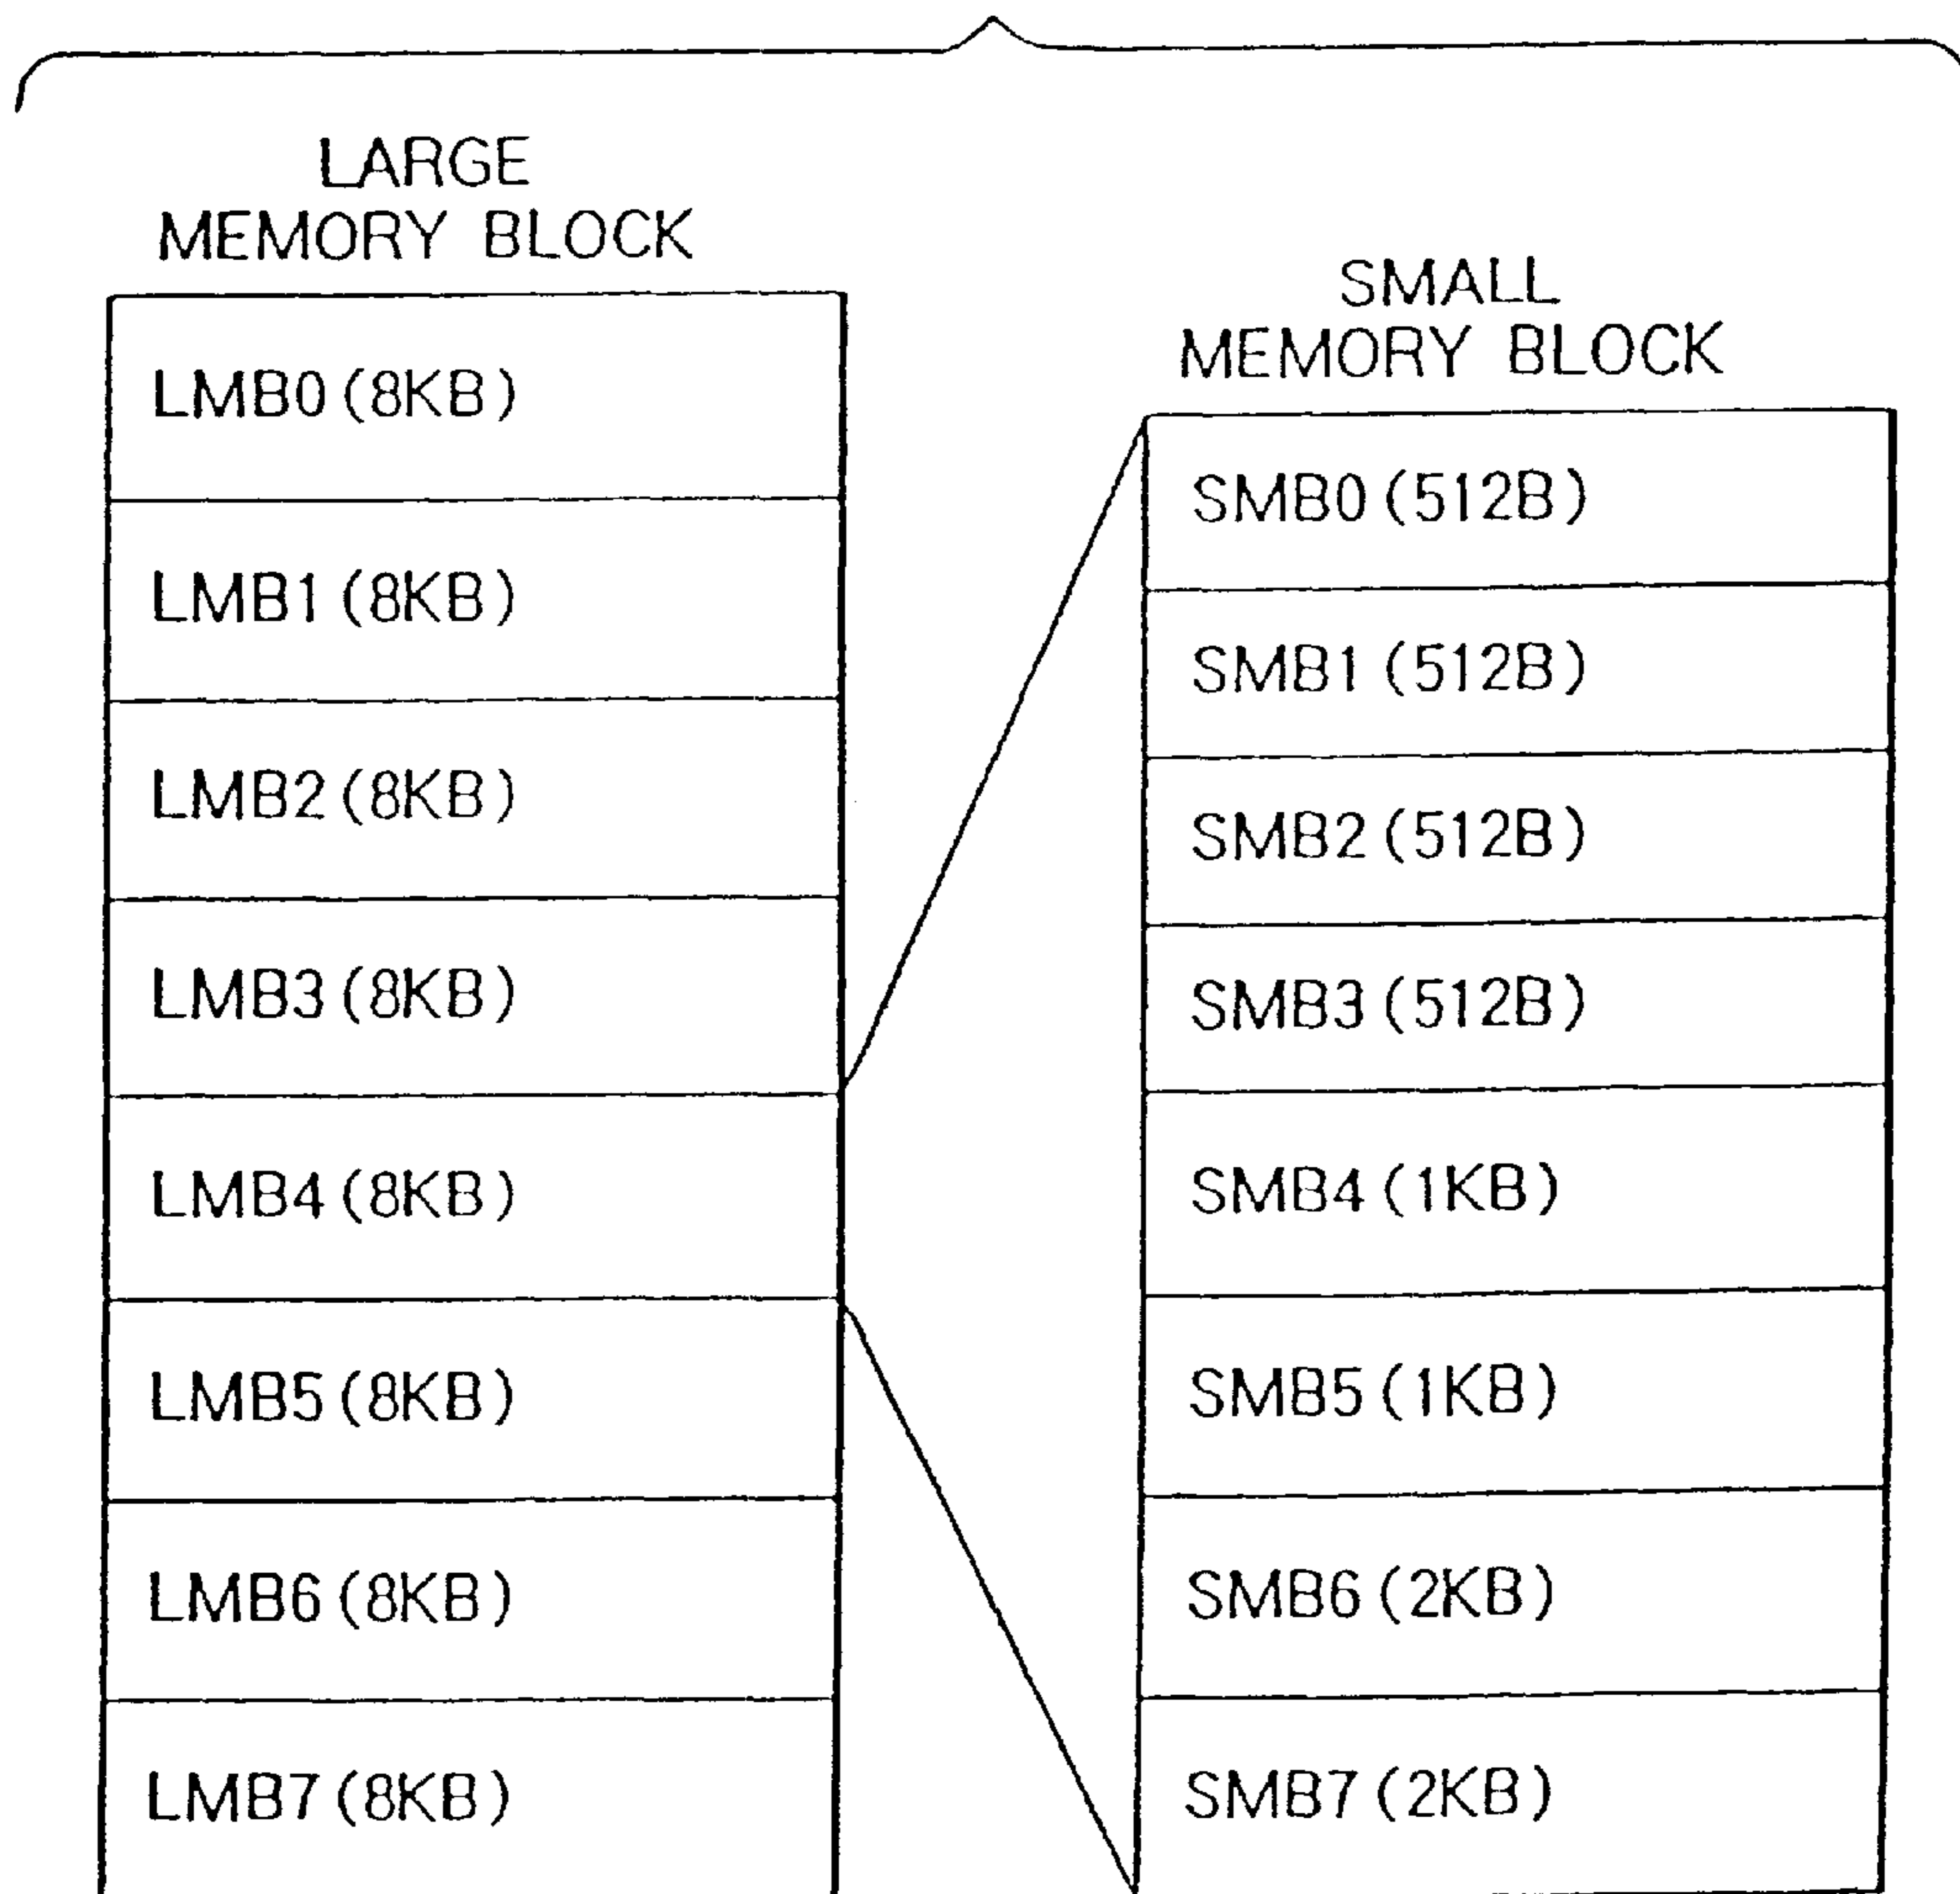 LARGE
MEMORY BLOCK
LMB0(8KB)
LMB1(8KB)
LMB2(8KB)
LMB3(8KB)
LMB4(8KB)
LMB5(8KB)
LMB6(8KB)
LMB7(8KB)
SMALL
MEMORY BLOCK
SMB0(512B)
SMB1(512B)
SMB2(512B)
SMB3(512B)
SMB4(1KB)
SMB5(1KB)
SMB6(2KB)
SMB7(2KB)